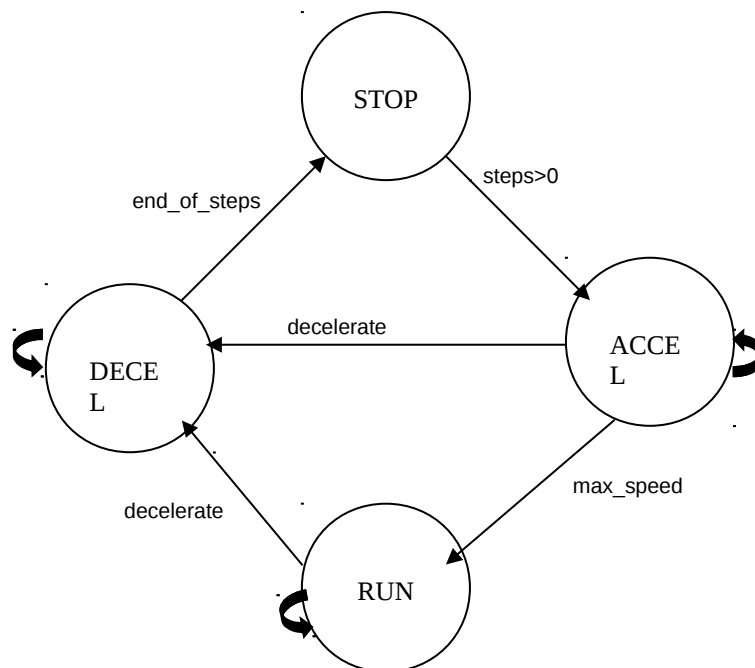 STOP
steps>0
end_of_steps
decelerate
ACCE
L
DECE
L
max_speed
decelerate
RUN